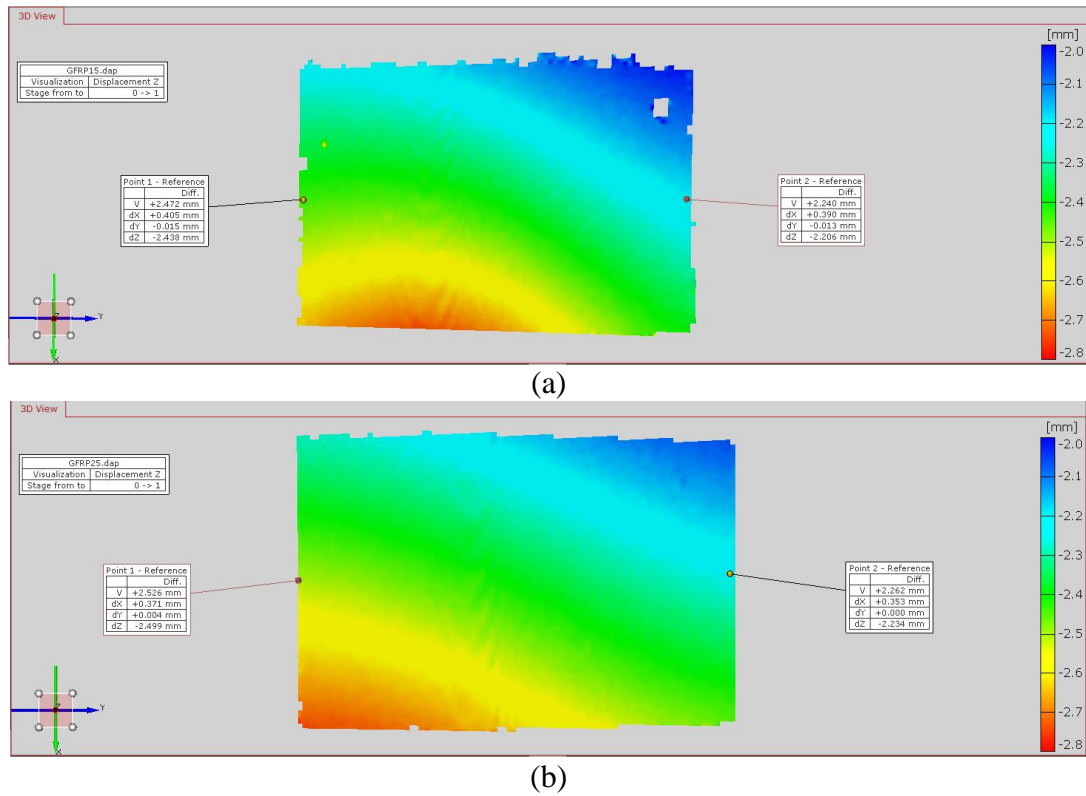 3D View
GFRP15.dap
Visualization Displacement Z
Stage from to 0 -> 1
Point 1 - Reference
Diff.
V +2.472 mm
dX +0.405 mm
dY -0.015 mm
dZ -2.438 mm
Point 2 - Reference
Diff.
V +2.240 mm
dX +0.390 mm
dY -0.013 mm
dZ -2.206 mm
[mm]
-2.0
-2.1
-2.2
-2.3
-2.4
-2.5
-2.6
-2.7
-2.8
Z
Y
X
(a)
3D View
GFRP25.dap
Visualization Displacement Z
Stage from to 0 -> 1
Point 1 - Reference
Diff.
V +2.526 mm
dX +0.371 mm
dY +0.004 mm
dZ -2.499 mm
Point 2 - Reference
Diff.
V +2.262 mm
dX +0.353 mm
dY +0.000 mm
dZ -2.234 mm
[mm]
-2.0
-2.1
-2.2
-2.3
-2.4
-2.5
-2.6
-2.7
-2.8
Z
Y
X
(b)